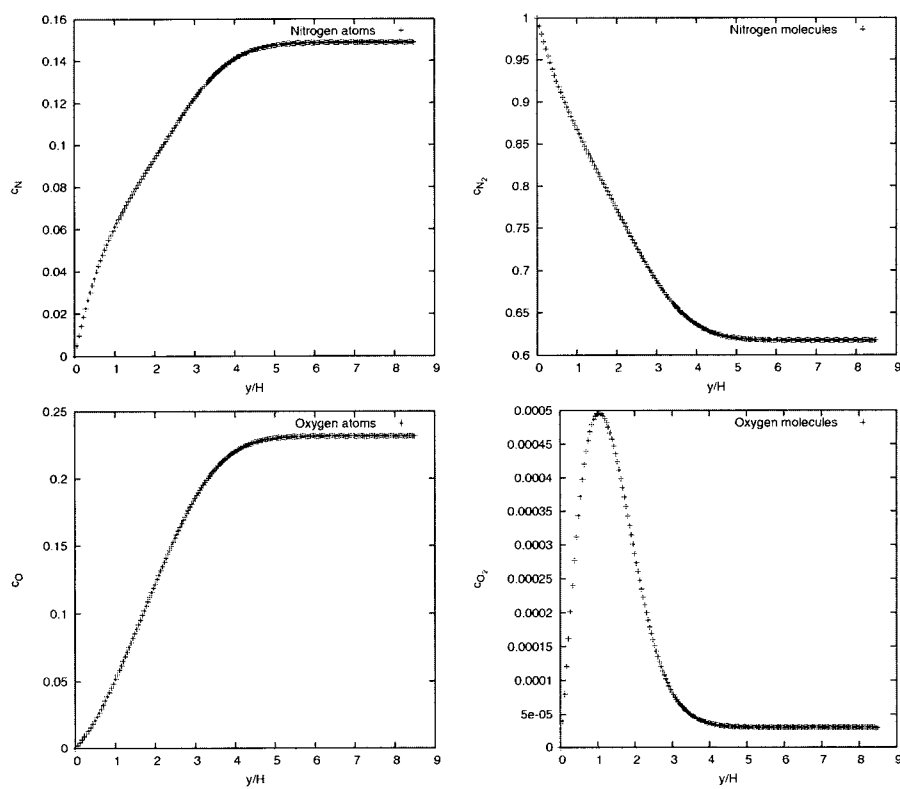 0.16
0.14
0.12
0.1
0.08
0.06
0.04
0.02
0
c_N
Nitrogen atoms +
0 1 2 3 4 5 6 7 8 9
y/H
1
0.95
0.9
0.85
0.8
0.75
0.7
0.65
0.6
c_N₂
Nitrogen molecules +
0 1 2 3 4 5 6 7 8 9
y/H
0.25
0.2
0.15
0.1
0.05
0
c_O
Oxygen atoms +
0 1 2 3 4 5 6 7 8 9
y/H
0.0005
0.00045
0.0004
0.00035
0.0003
0.00025
0.0002
0.00015
0.0001
5e-05
0
c_O₂
Oxygen molecules +
0 1 2 3 4 5 6 7 8 9
y/H